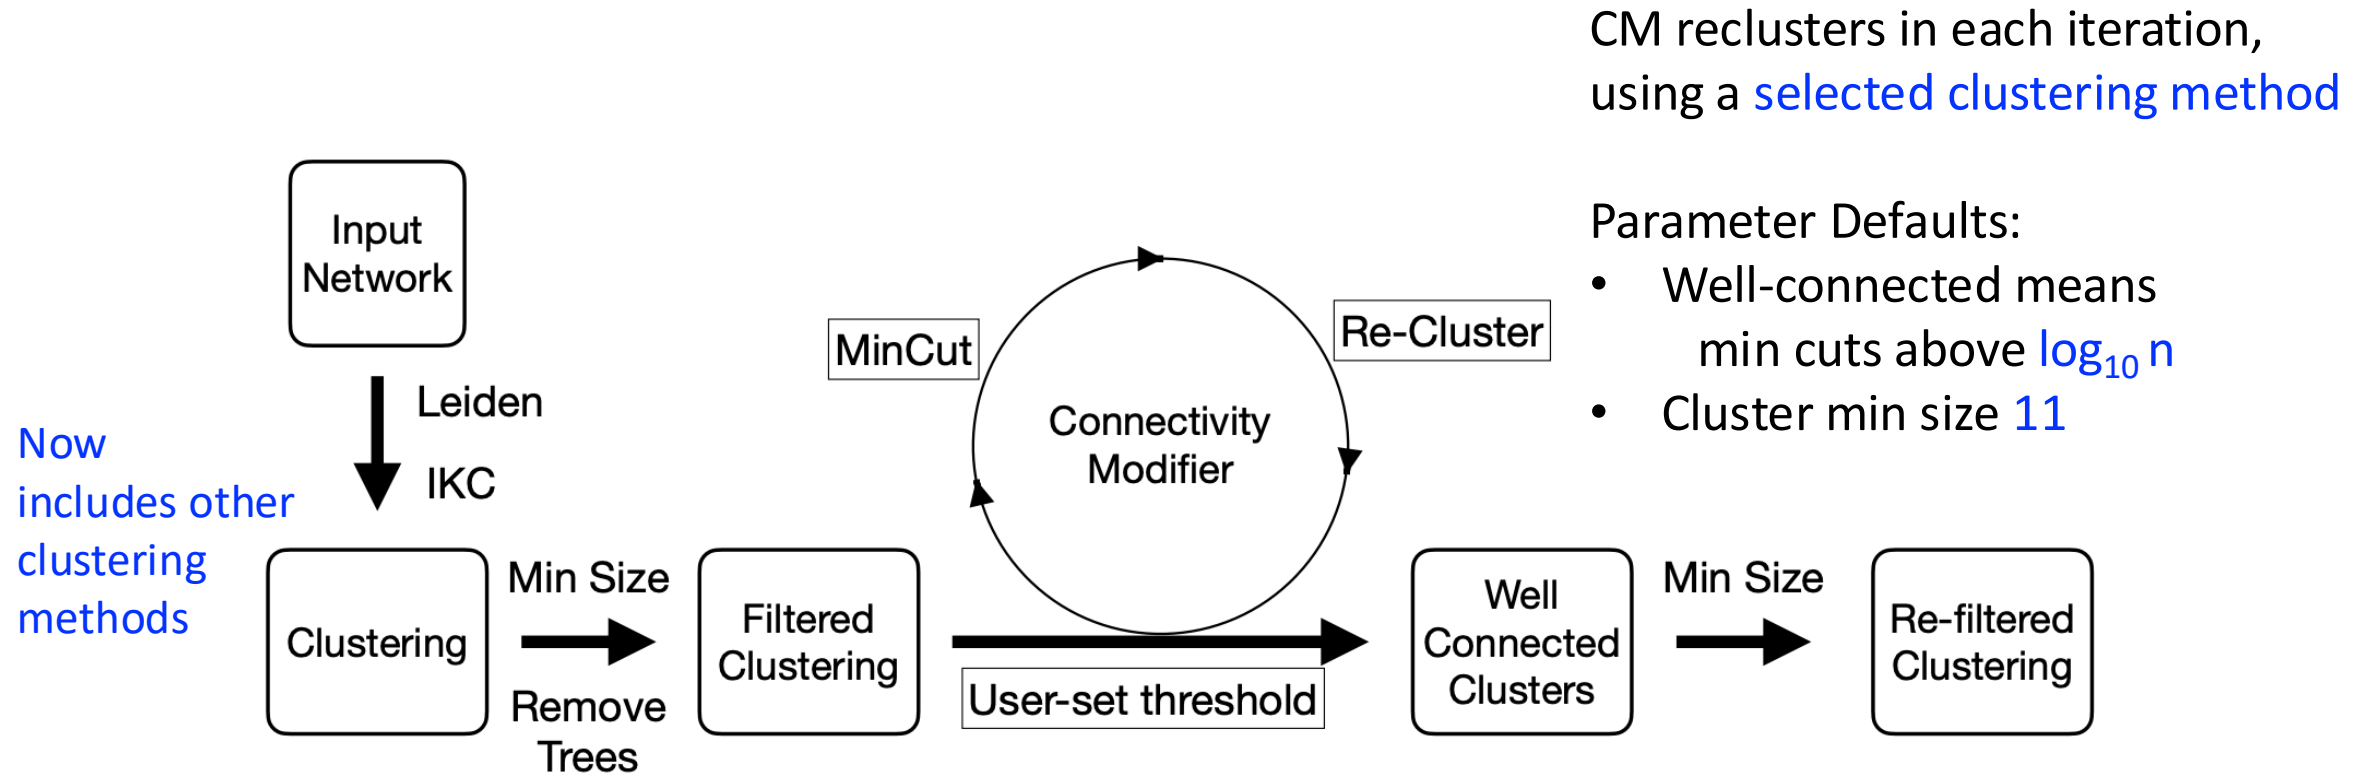 CM reclusters in each iteration,
using a selected clustering method
Parameter Defaults:
• Well-connected means
min cuts above log₁₀ n
• Cluster min size 11
Input
Network
Leiden
IKC
Now
includes other
clustering
methods
Clustering
Min Size
Remove
Trees
Filtered
Clustering
MinCut
Re-Cluster
Connectivity
Modifier
User-set threshold
Well
Connected
Clusters
Min Size
Re-filtered
Clustering